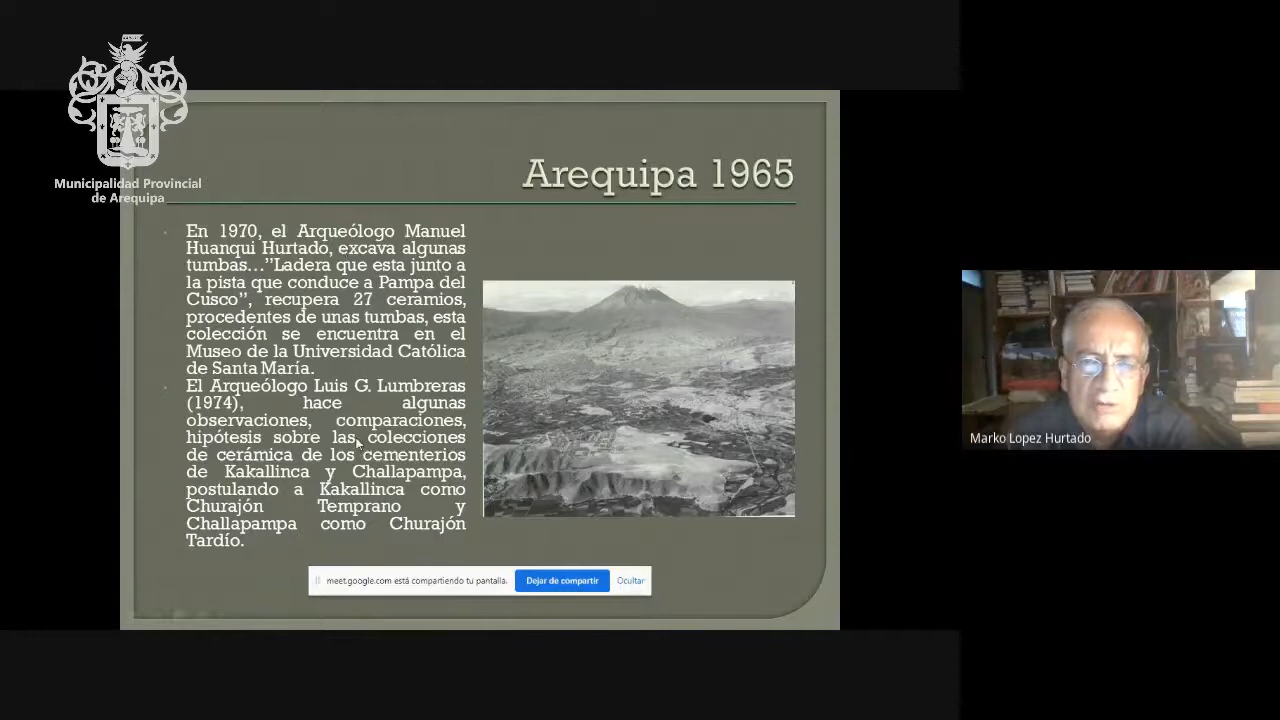 Municipalidad Provincial
de Arequipa
Arequipa 1965
En 1970, el Arqueólogo Manuel
Huanqui Hurtado, excava algunas
tumbas…”Ladera que esta junto a
la pista que conduce a Pampa del
Cusco”, recupera 27 ceramios,
procedentes de unas tumbas, esta
colección se encuentra en el
Museo de la Universidad Católica
de Santa María.
El Arqueólogo Luis G. Lumbreras
(1974), hace algunas
observaciones, comparaciones,
hipótesis sobre las colecciones
de cerámica de los cementerios
de Kakallinca y Challapampa,
postulando a Kakallinca como
Churajón Temprano y
Challapampa como Churajón
Tardío.
meet.google.com está compartiendo tu pantalla.
Dejar de compartir
Ocultar
Marko Lopez Hurtado